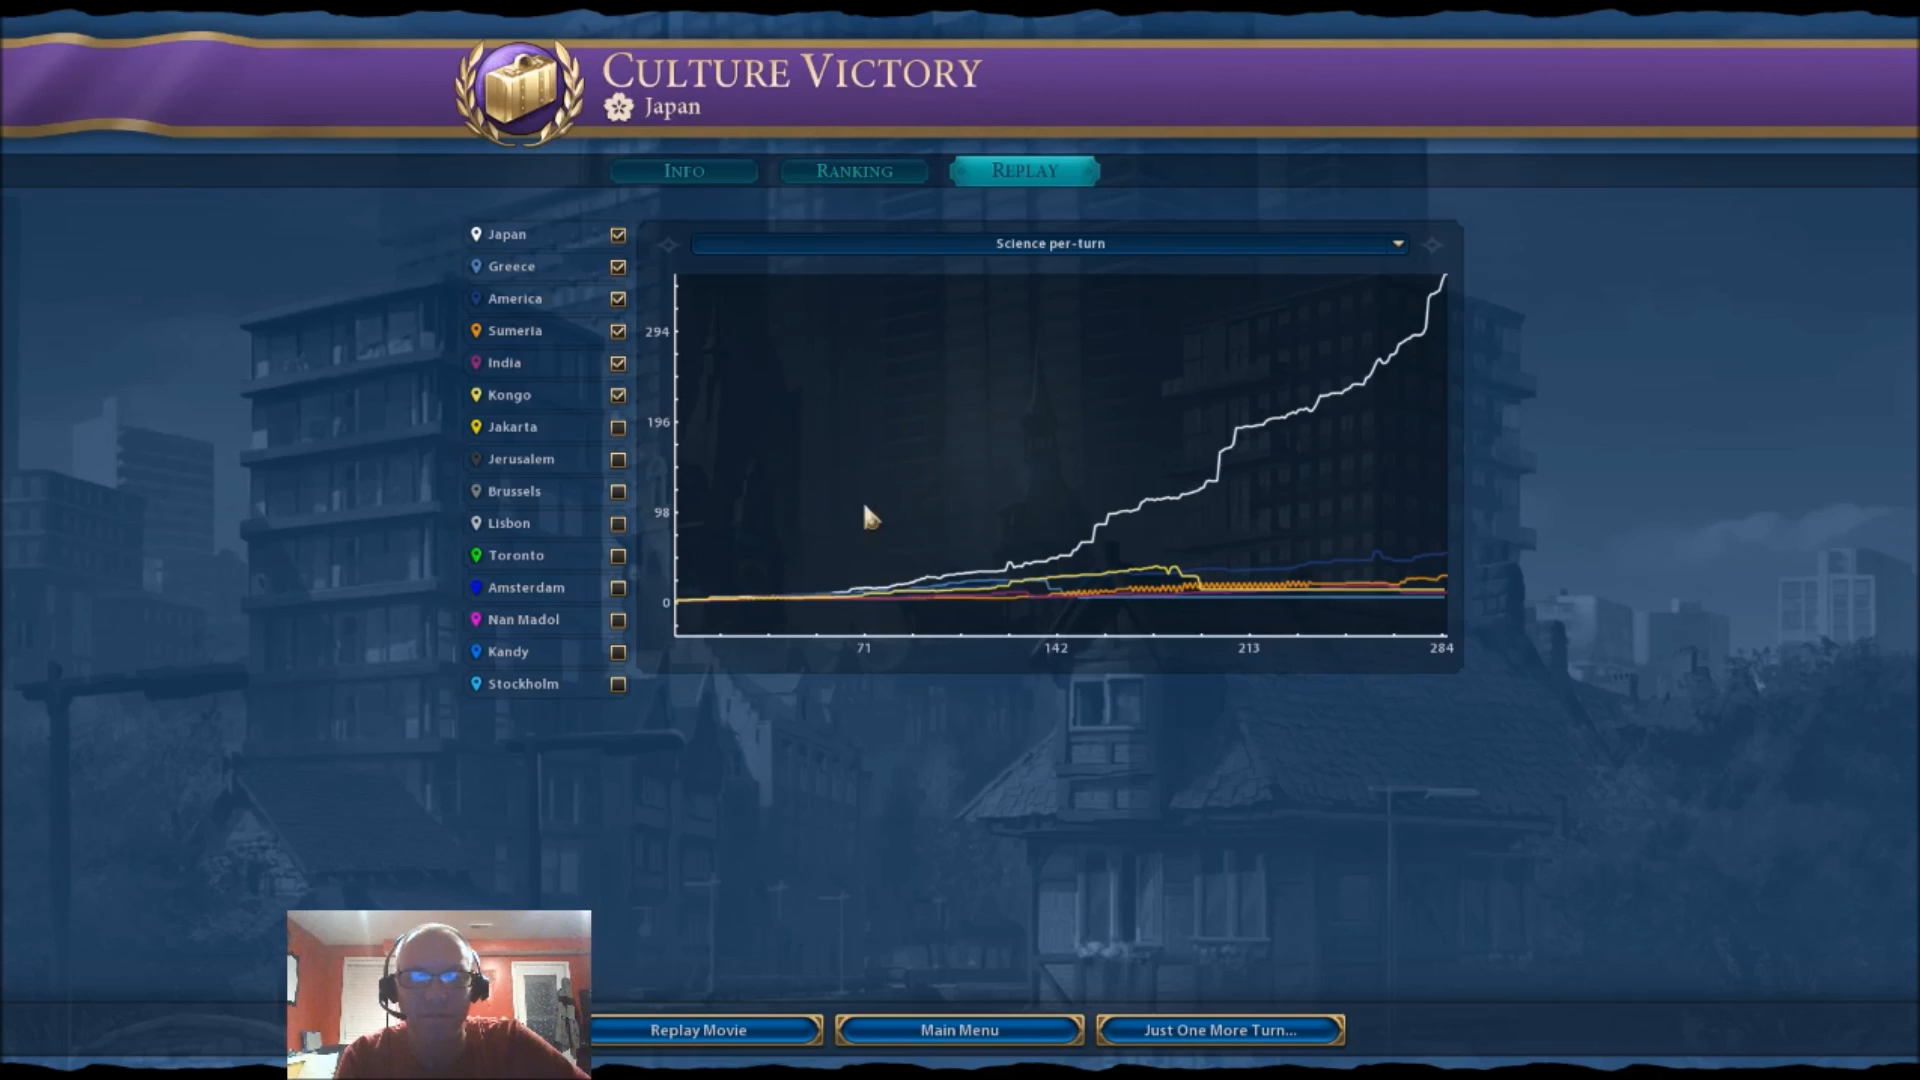 CULTURE VICTORY
Japan
INFO
RANKING
REPLAY
Japan
Greece
America
Sumeria
India
Kongo
Jakarta
Jerusalem
Brussels
Lisbon
Toronto
Amsterdam
Nan Madol
Kandy
Stockholm
Science per-turn
294
196
98
0
71
142
213
284
Replay Movie
Main Menu
Just One More Turn...